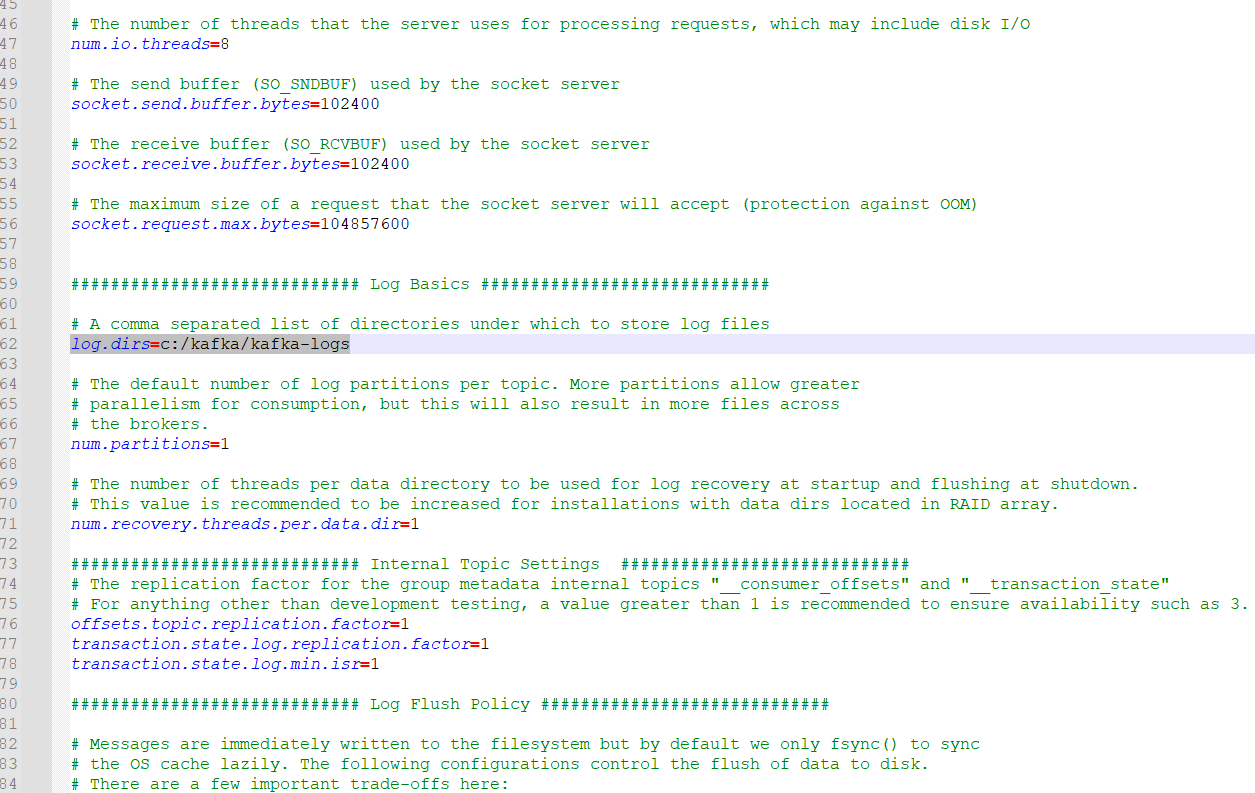 45
46 # The number of threads that the server uses for processing requests, which may include disk I/O
47 num.io.threads=8
48
49 # The send buffer (SO_SNDBUF) used by the socket server
50 socket.send.buffer.bytes=102400
51
52 # The receive buffer (SO_RCVBUF) used by the socket server
53 socket.receive.buffer.bytes=102400
54
55 # The maximum size of a request that the socket server will accept (protection against OOM)
56 socket.request.max.bytes=104857600
57
58
59 ############################# Log Basics #############################
60
61 # A comma separated list of directories under which to store log files
62 log.dirs=c:/kafka/kafka-logs
63
64 # The default number of log partitions per topic. More partitions allow greater
65 # parallelism for consumption, but this will also result in more files across
66 # the brokers.
67 num.partitions=1
68
69 # The number of threads per data directory to be used for log recovery at startup and flushing at shutdown.
70 # This value is recommended to be increased for installations with data dirs located in RAID array.
71 num.recovery.threads.per.data.dir=1
72
73 ############################# Internal Topic Settings  #############################
74 # The replication factor for the group metadata internal topics "__consumer_offsets" and "__transaction_state"
75 # For anything other than development testing, a value greater than 1 is recommended to ensure availability such as 3.
76 offsets.topic.replication.factor=1
77 transaction.state.log.replication.factor=1
78 transaction.state.log.min.isr=1
79
80 ############################# Log Flush Policy #############################
81
82 # Messages are immediately written to the filesystem but by default we only fsync() to sync
83 # the OS cache lazily. The following configurations control the flush of data to disk.
84 # There are a few important trade-offs here: